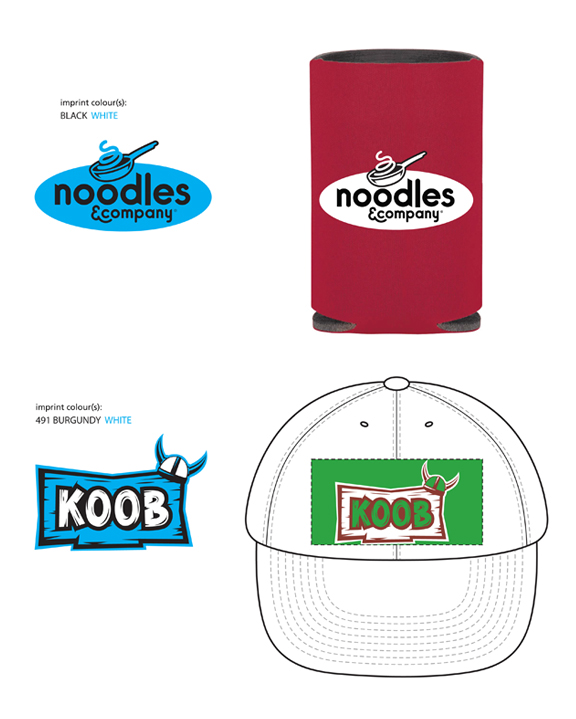 imprint colour(s):
BLACK WHITE
noodles
&company®
noodles
&company®
imprint colour(s):
491 BURGUNDY WHITE
KOOB
KOOB